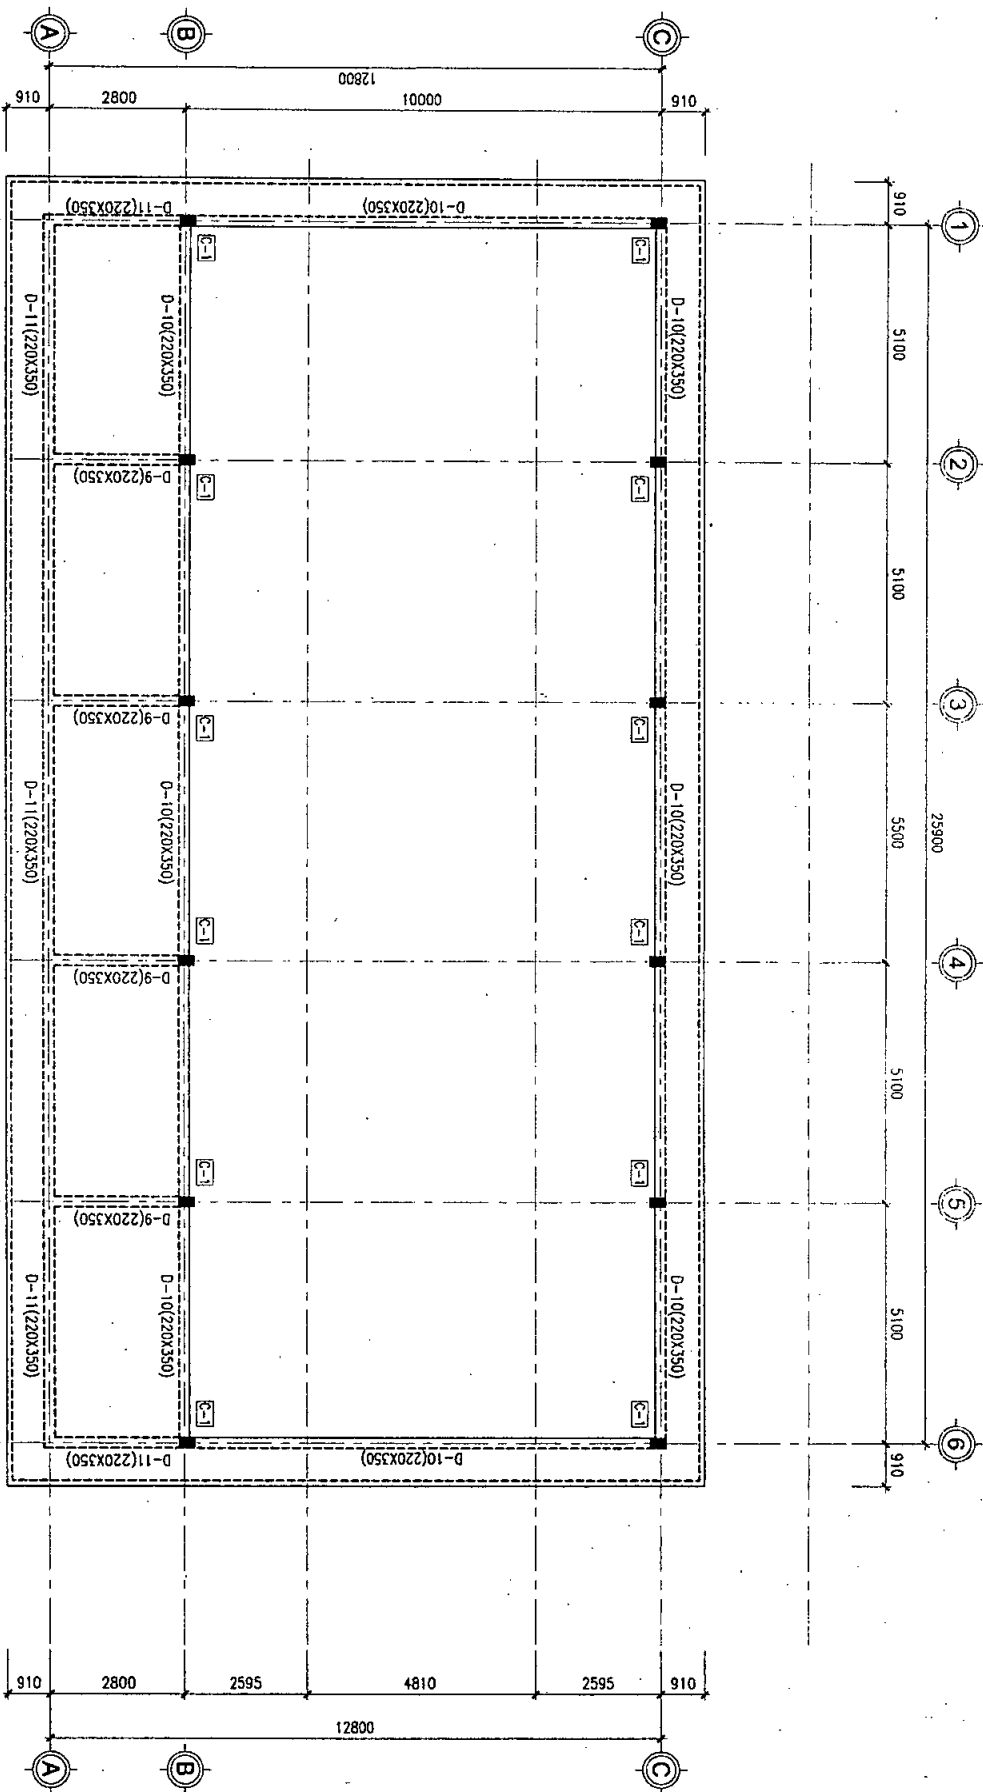 A
B
C
12800
910
2800
10000
910
910
1
D-11(220X350)
D-10(220X350)
C-1
C-1
D-11(220X350)
D-10(220X350)
D-10(220X350)
5100
2
D-9(220X350)
C-1
C-1
5100
3
D-9(220X350)
C-1
C-1
D-11(220X350)
D-10(220X350)
D-10(220X350)
5500
25900
C-1
C-1
4
D-9(220X350)
5100
C-1
C-1
5
D-9(220X350)
D-11(220X350)
D-10(220X350)
D-10(220X350)
5100
C-1
C-1
6
D-11(220X350)
D-10(220X350)
910
910
2800
2595
4810
2595
910
12800
A
B
C